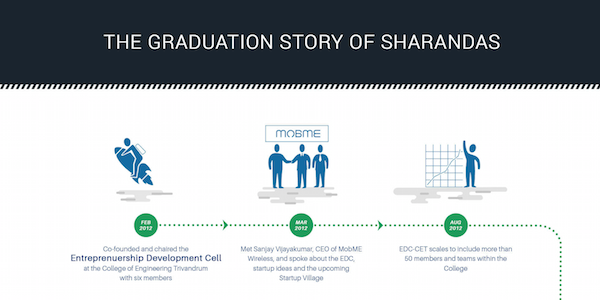 THE GRADUATION STORY OF SHARANDAS
MOBME
FEB
2012
Co-founded and chaired the
Entreprenuership Development Cell
at the College of Engineering Trivandrum
with six members
MAR
2012
Met Sanjay Vijayakumar, CEO of MobME
Wireless, and spoke about the EDC,
startup ideas and the upcoming
Startup Village
AUG
2012
EDC-CET scales to include more than
50 members and teams within the
College